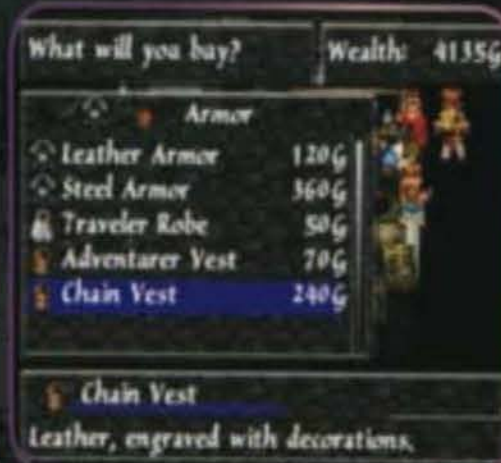 What will you buy?
Wealth: 4135G
Armor
Leather Armor 120G
Steel Armor 360G
Traveler Robe 50G
Adventurer Vest 70G
Chain Vest 240G
Chain Vest
Leather, engraved with decorations.